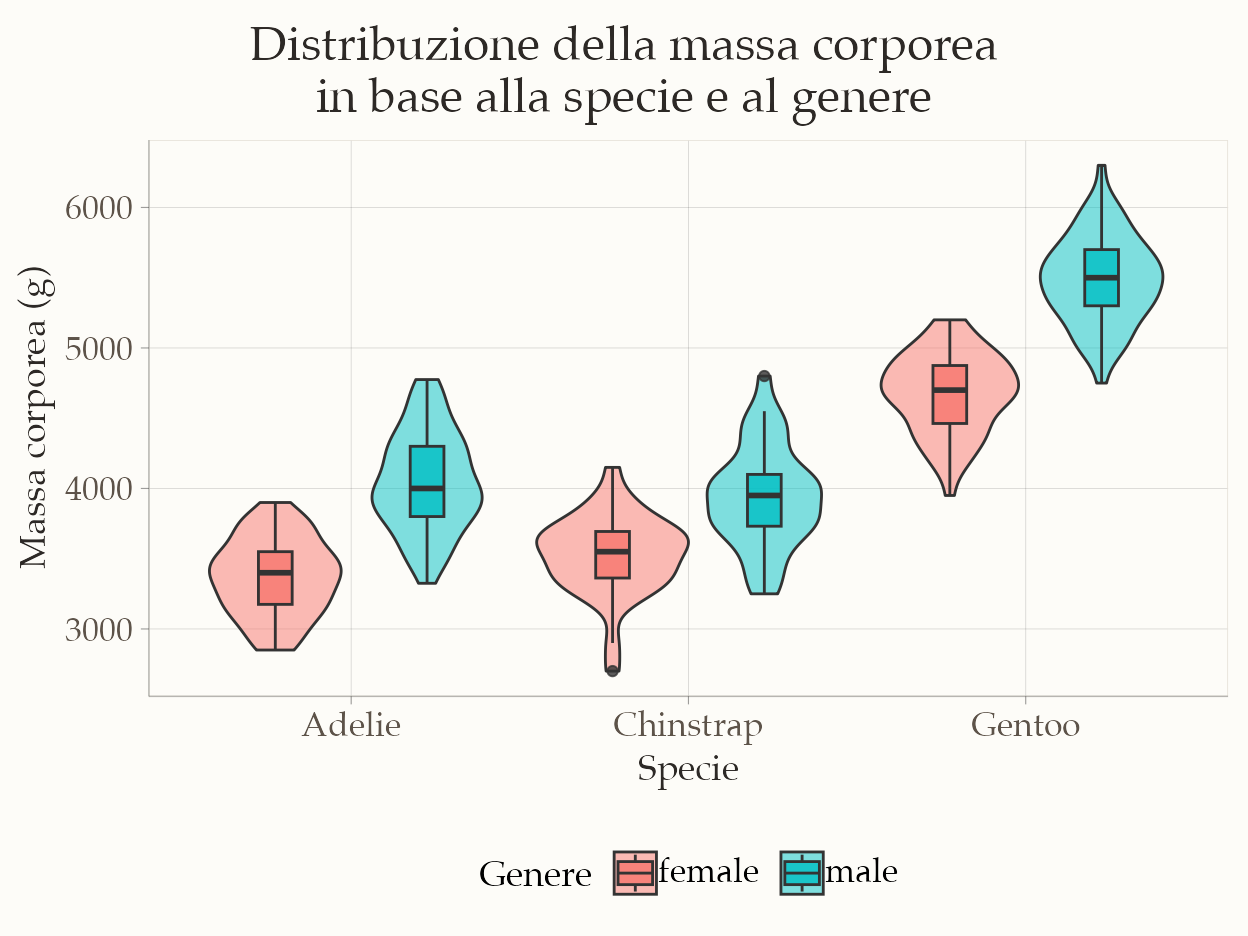 Distribuzione della massa corporea
in base alla specie e al genere
Massa corporea (g)
6000
5000
4000
3000
Adelie Chinstrap Gentoo
Specie
Genere female male